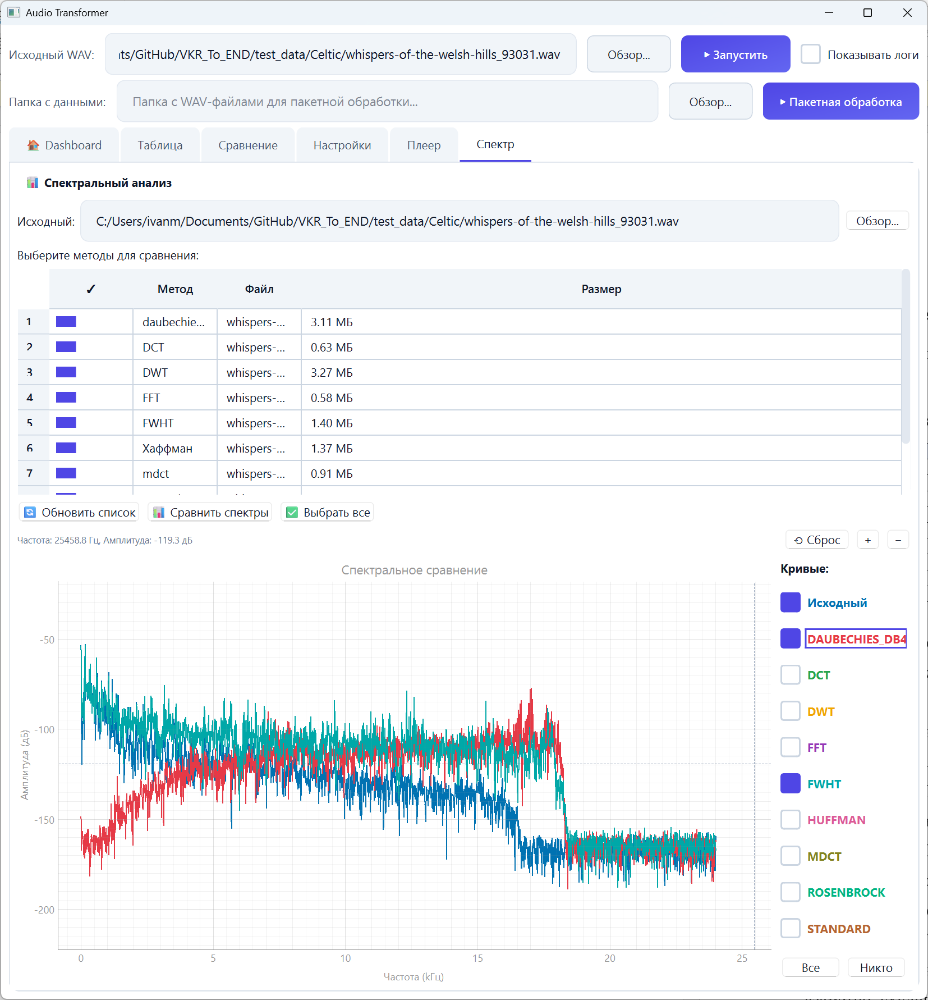 Audio Transformer
Исходный WAV:
ıts/GitHub/VKR_To_END/test_data/Celtic/whispers-of-the-welsh-hills_93031.wav
Обзор...
▶ Запустить
Показывать логи
Папка с данными:
Папка с WAV-файлами для пакетной обработки...
Обзор...
▶ Пакетная обработка
Dashboard
Таблица
Сравнение
Настройки
Плеер
Спектр
Спектральный анализ
Исходный:
C:/Users/ivanm/Documents/GitHub/VKR_To_END/test_data/Celtic/whispers-of-the-welsh-hills_93031.wav
Обзор...
Выберите методы для сравнения:
✓ Метод Файл Размер
1 daubechie... whispers-... 3.11 МБ
2 DCT whispers-... 0.63 МБ
3 DWT whispers-... 3.27 МБ
4 FFT whispers-... 0.58 МБ
5 FWHT whispers-... 1.40 МБ
6 Хаффман whispers-... 1.37 МБ
7 mdct whispers-... 0.91 МБ
Обновить список
Сравнить спектры
Выбрать все
Частота: 25458.8 Гц, Амплитуда: -119.3 дБ
Сброс
+
−
Спектральное сравнение
Амплитуда (дБ)
-50
-100
-150
-200
0 5 10 15 20 25
Частота (kГц)
Кривые:
Исходный
DAUBECHIES_DB4
DCT
DWT
FFT
FWHT
HUFFMAN
MDCT
ROSENBROCK
STANDARD
Все
Никто